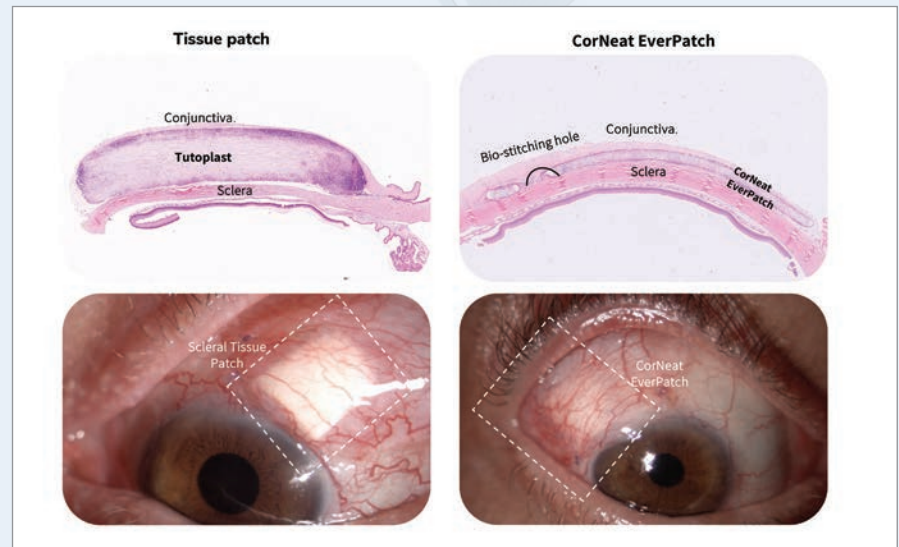 Tissue patch
CorNeat EverPatch
Conjunctiva.
Tutoplast
Sclera
Bio-stitching hole
Conjunctiva.
Sclera
CorNeat
EverPatch
Scleral Tissue
Patch
CorNeat
EverPatch